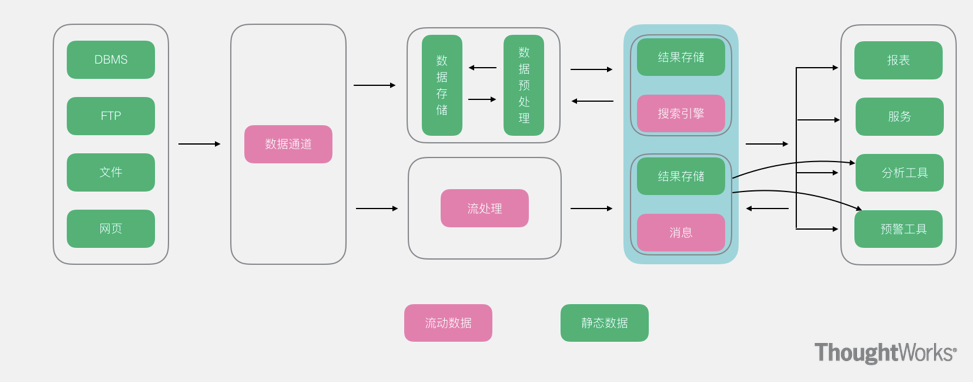 DBMS
FTP
文件
网页
数据通道
数据存储
数据预处理
流处理
结果存储
搜索引擎
结果存储
消息
报表
服务
分析工具
预警工具
流动数据
静态数据
ThoughtWorks®